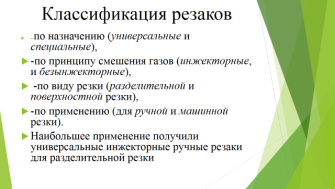 Классификация резаков
-по назначению (универсальные и
специальные),
-по принципу смешения газов (инжекторные,
и безынжекторные),
-по виду резки (разделительной и
поверхностной резки),
-по применению (для ручной и машинной
резки).
Наибольшее применение получили
универсальные инжекторные ручные резаки
для разделительной резки